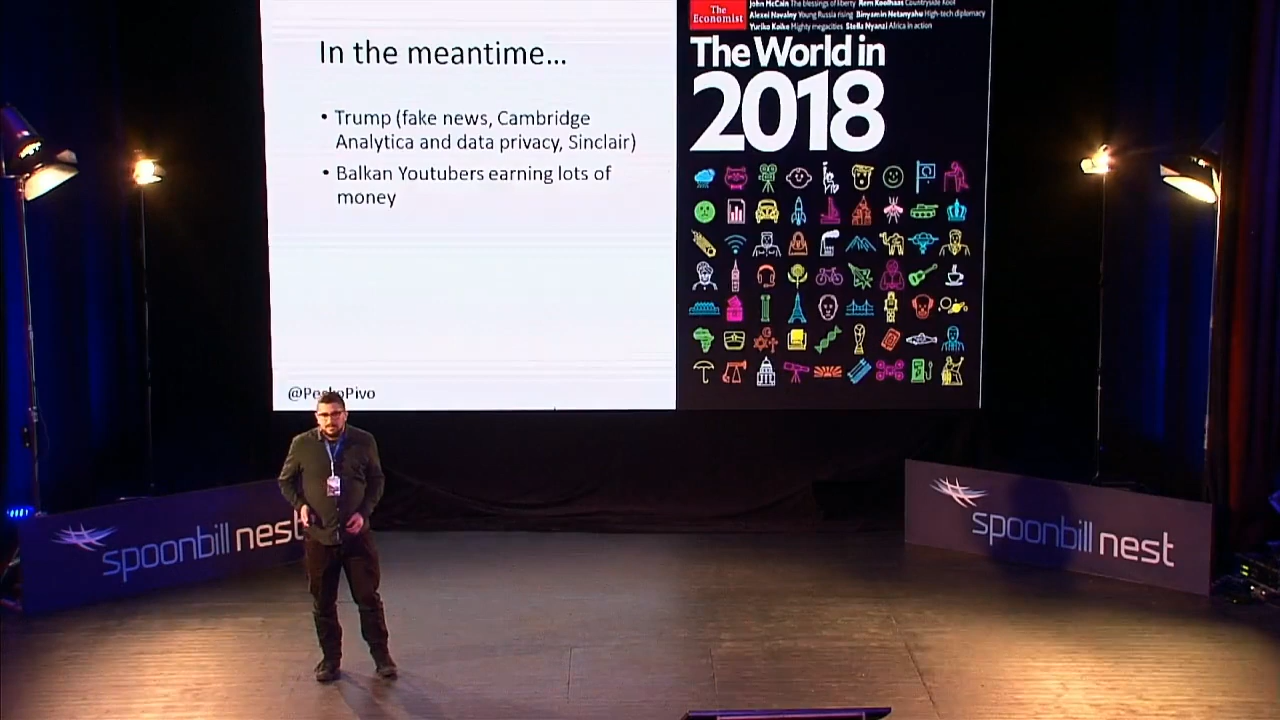 In the meantime...
• Trump (fake news, Cambridge
Analytica and data privacy, Sinclair)
• Balkan Youtubers earning lots of
money
The
Economist
John McCain The blessings of liberty Rem Koolhaas Countryside Kool
Alexei Navalny Young Russia rising Binyamin Netanyahu High-tech diplomacy
Yuriko Koike Mighty megacities Stella Nyanzi Africa in action
The World in
2018
spoonbill nest
spoonbill nest